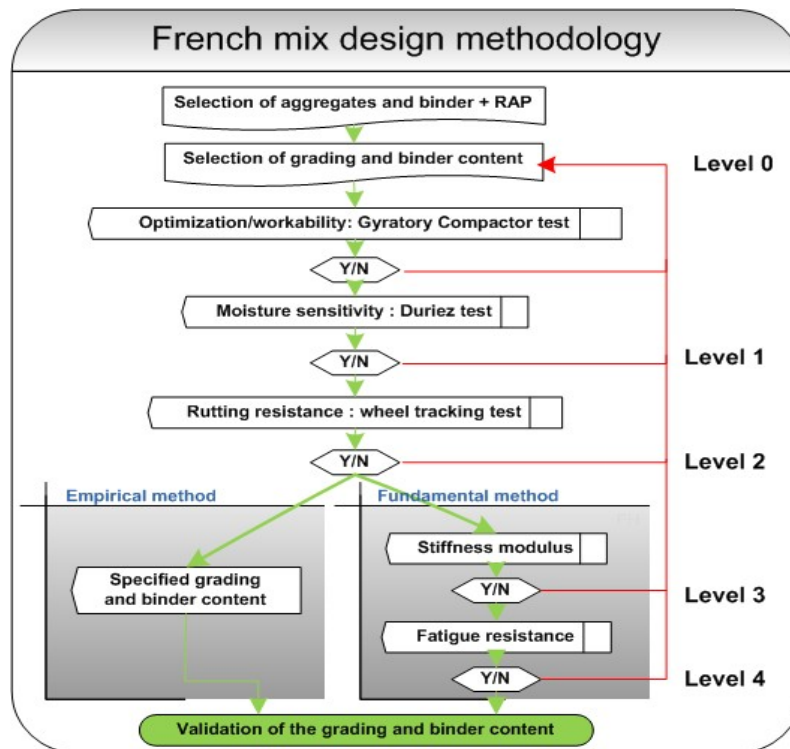 French mix design methodology
Selection of aggregates and binder + RAP
Selection of grading and binder content
Level 0
Optimization/workability: Gyratory Compactor test
Y/N
Moisture sensitivity : Duriez test
Y/N
Level 1
Rutting resistance : wheel tracking test
Y/N
Level 2
Empirical method
Fundamental method
Stiffness modulus
Specified grading
and binder content
Y/N
Level 3
Fatigue resistance
Y/N
Level 4
Validation of the grading and binder content